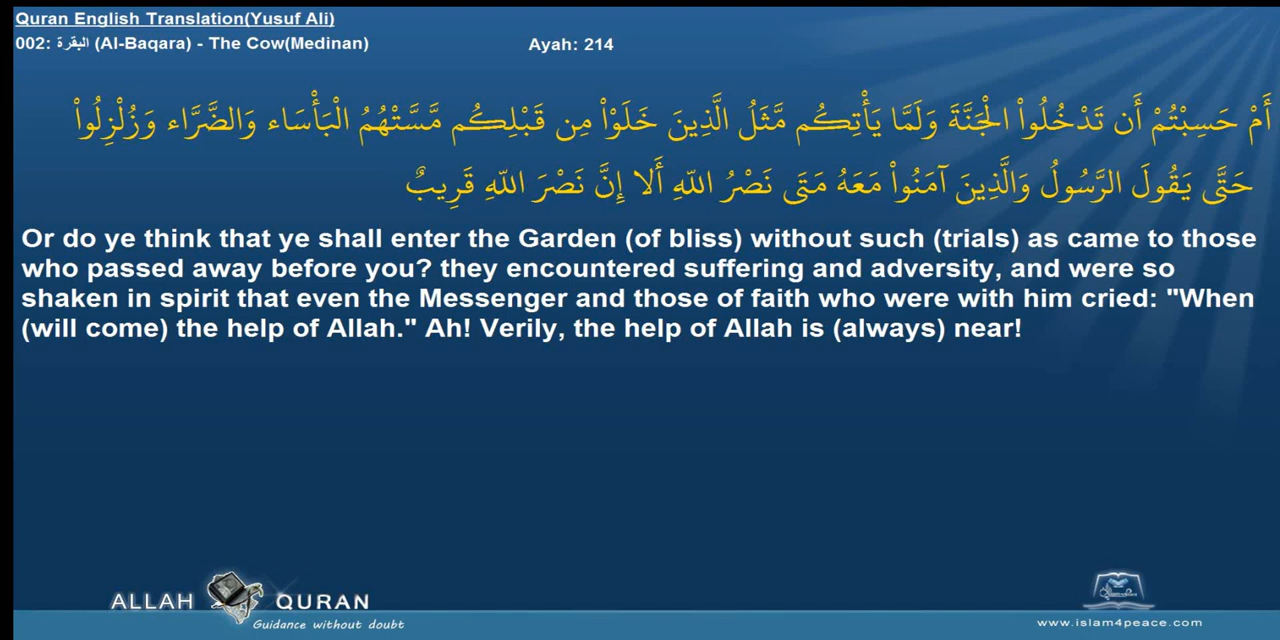 Quran English Translation(Yusuf Ali)
002: البقرة (Al-Baqara) - The Cow(Medinan)
Ayah: 214
أَمْ حَسِبْتُمْ أَن تَدْخُلُواْ الْجَنَّةَ وَلَمَّا يَأْتِكُم مَّثَلُ الَّذِينَ خَلَوْاْ مِن قَبْلِكُم مَّسَّتْهُمُ الْبَأْسَاء وَالضَّرَّاء وَزُلْزِلُواْ
حَتَّى يَقُولَ الرَّسُولُ وَالَّذِينَ آمَنُواْ مَعَهُ مَتَى نَصْرُ اللّهِ أَلا إِنَّ نَصْرَ اللّهِ قَرِيبٌ
Or do ye think that ye shall enter the Garden (of bliss) without such (trials) as came to those
who passed away before you? they encountered suffering and adversity, and were so
shaken in spirit that even the Messenger and those of faith who were with him cried: "When
(will come) the help of Allah." Ah! Verily, the help of Allah is (always) near!
ALLAH QURAN
Guidance without doubt
www.islam4peace.com